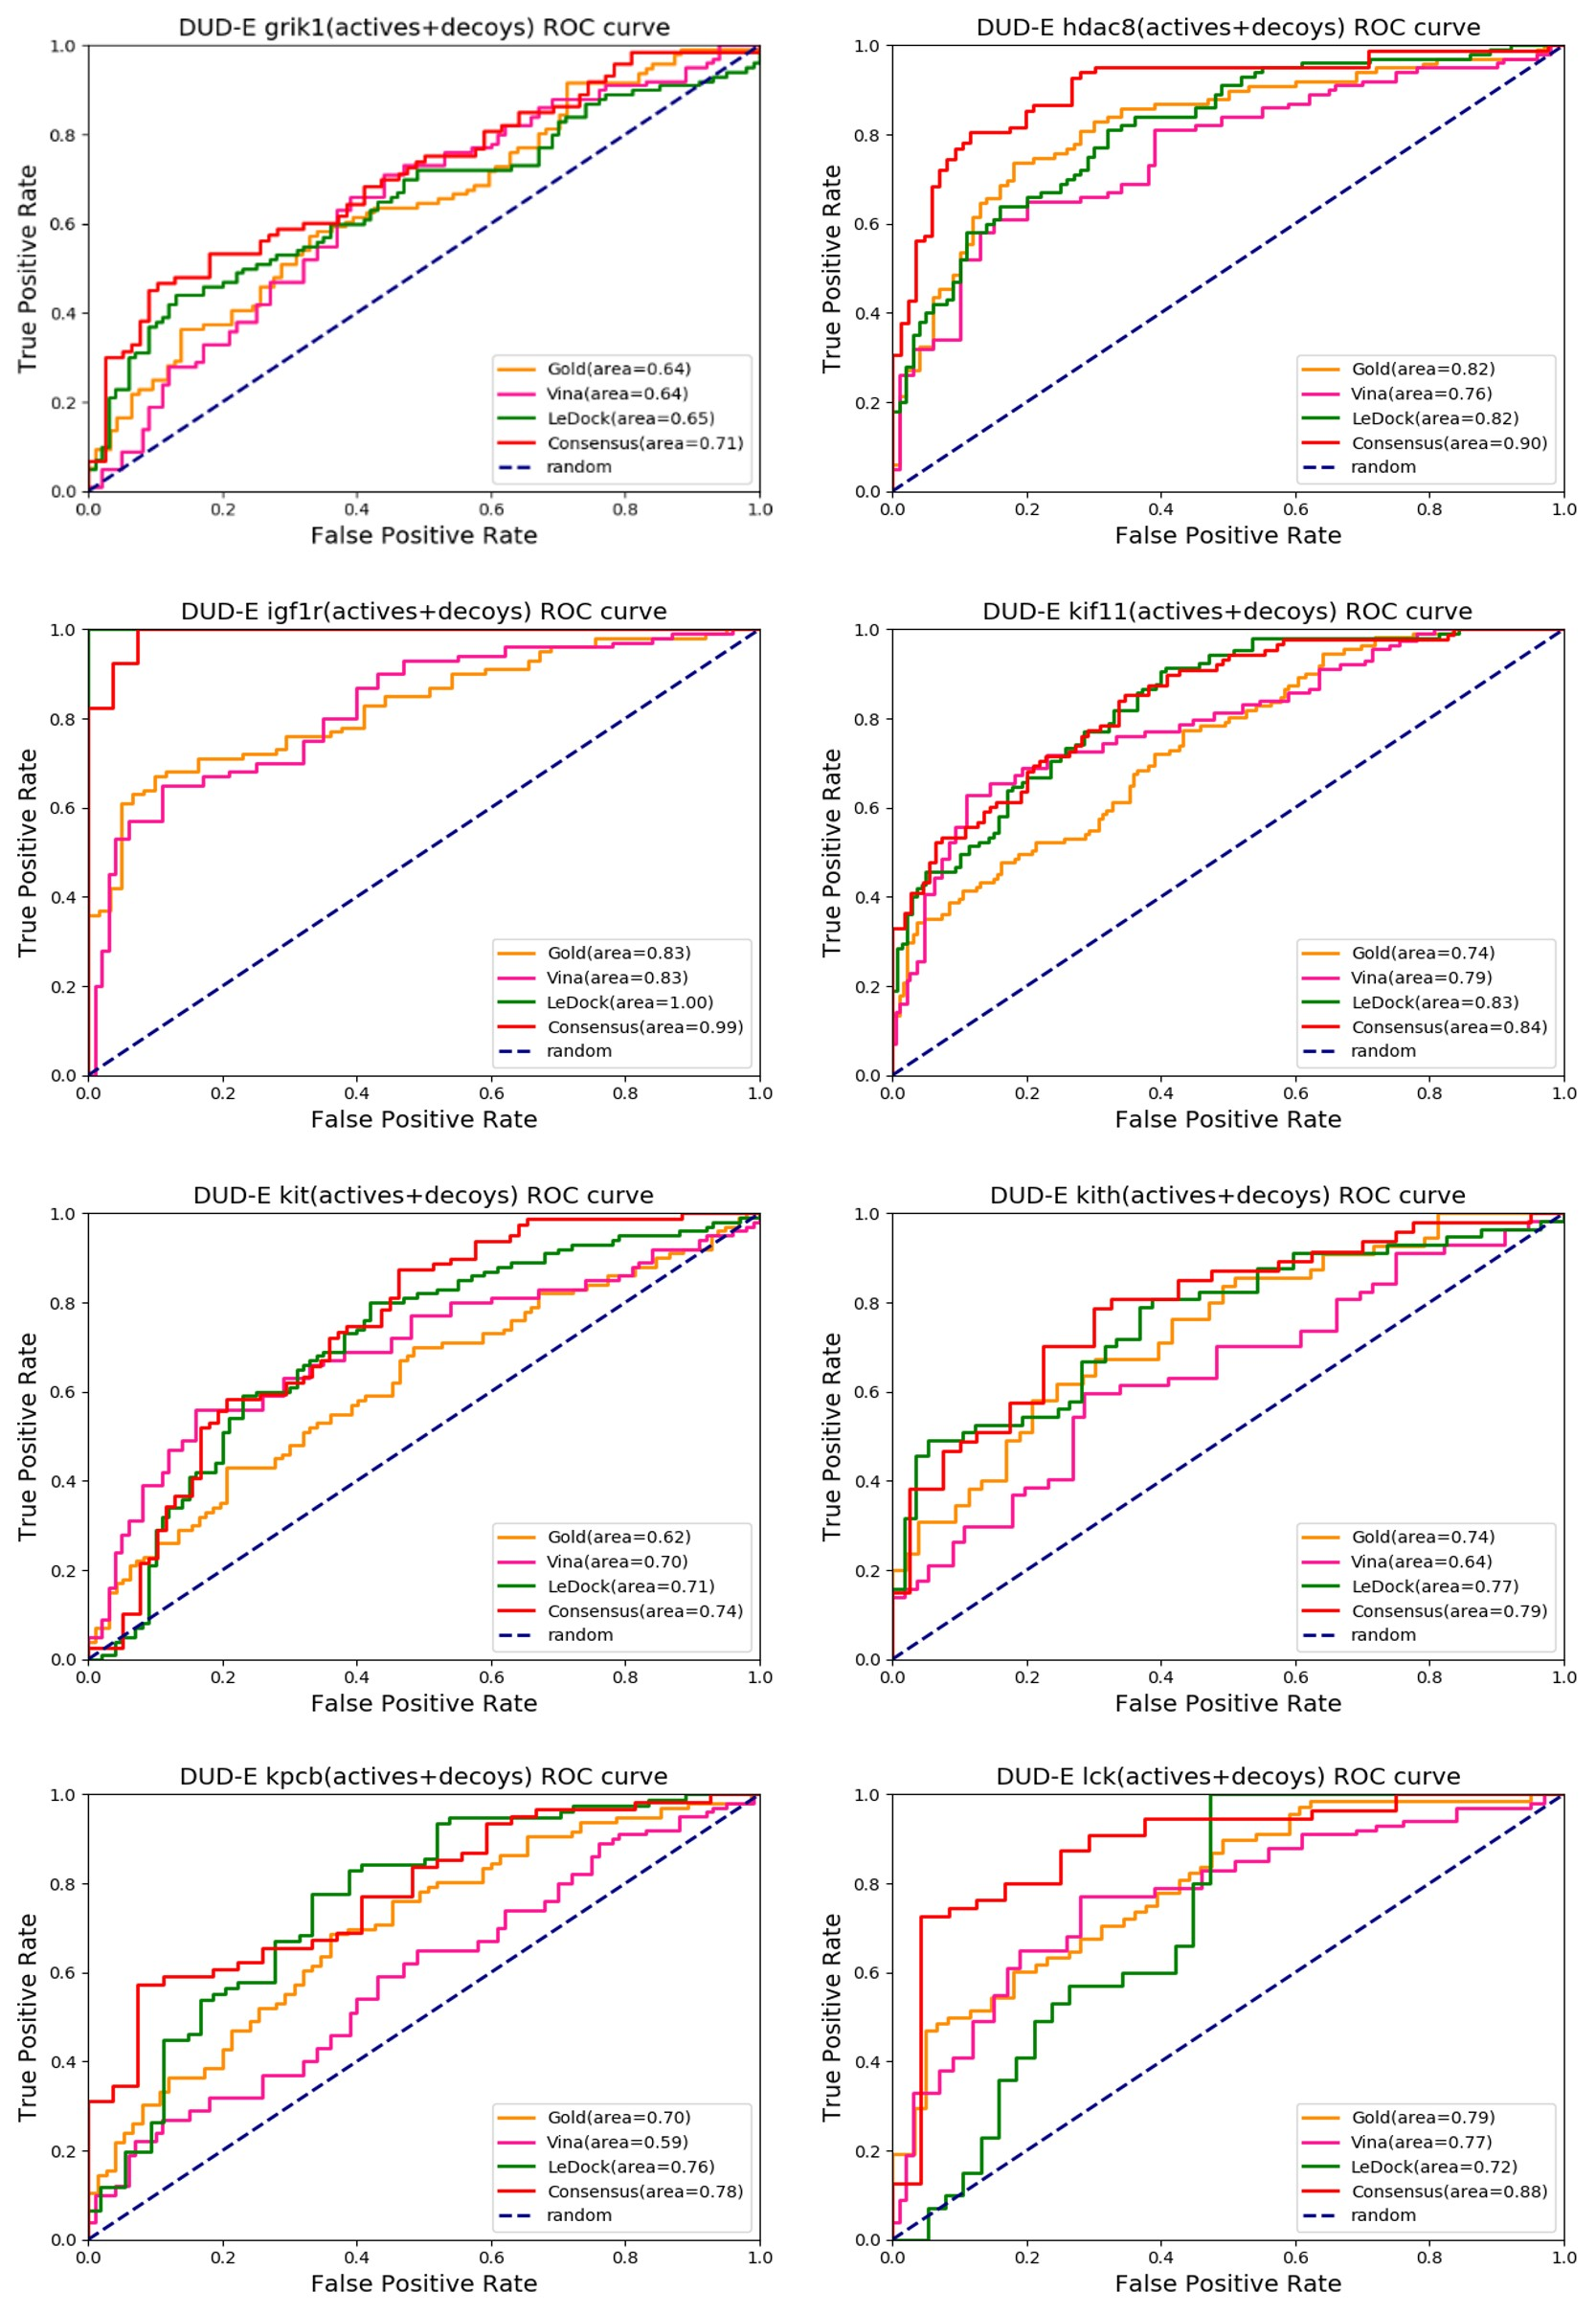 DUD-E grik1(actives+decoys) ROC curve
1.0
0.8
0.6
0.4
0.2
0.0
True Positive Rate
Gold(area=0.64)
Vina(area=0.64)
LeDock(area=0.65)
Consensus(area=0.71)
random
0.0 0.2 0.4 0.6 0.8 1.0
False Positive Rate
DUD-E hdac8(actives+decoys) ROC curve
1.0
0.8
0.6
0.4
0.2
0.0
True Positive Rate
Gold(area=0.82)
Vina(area=0.76)
LeDock(area=0.82)
Consensus(area=0.90)
random
0.0 0.2 0.4 0.6 0.8 1.0
False Positive Rate
DUD-E igf1r(actives+decoys) ROC curve
1.0
0.8
0.6
0.4
0.2
0.0
True Positive Rate
Gold(area=0.83)
Vina(area=0.83)
LeDock(area=1.00)
Consensus(area=0.99)
random
0.0 0.2 0.4 0.6 0.8 1.0
False Positive Rate
DUD-E kif11(actives+decoys) ROC curve
1.0
0.8
0.6
0.4
0.2
0.0
True Positive Rate
Gold(area=0.74)
Vina(area=0.79)
LeDock(area=0.83)
Consensus(area=0.84)
random
0.0 0.2 0.4 0.6 0.8 1.0
False Positive Rate
DUD-E kit(actives+decoys) ROC curve
1.0
0.8
0.6
0.4
0.2
0.0
True Positive Rate
Gold(area=0.62)
Vina(area=0.70)
LeDock(area=0.71)
Consensus(area=0.74)
random
0.0 0.2 0.4 0.6 0.8 1.0
False Positive Rate
DUD-E kith(actives+decoys) ROC curve
1.0
0.8
0.6
0.4
0.2
0.0
True Positive Rate
Gold(area=0.74)
Vina(area=0.64)
LeDock(area=0.77)
Consensus(area=0.79)
random
0.0 0.2 0.4 0.6 0.8 1.0
False Positive Rate
DUD-E kpcb(actives+decoys) ROC curve
1.0
0.8
0.6
0.4
0.2
0.0
True Positive Rate
Gold(area=0.70)
Vina(area=0.59)
LeDock(area=0.76)
Consensus(area=0.78)
random
0.0 0.2 0.4 0.6 0.8 1.0
False Positive Rate
DUD-E lck(actives+decoys) ROC curve
1.0
0.8
0.6
0.4
0.2
0.0
True Positive Rate
Gold(area=0.79)
Vina(area=0.77)
LeDock(area=0.72)
Consensus(area=0.88)
random
0.0 0.2 0.4 0.6 0.8 1.0
False Positive Rate